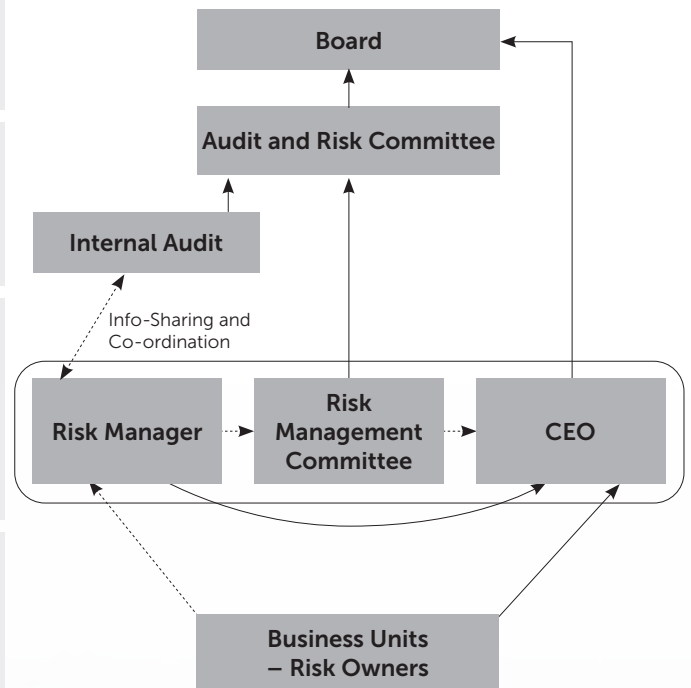 Board
Audit and Risk Committee
Internal Audit
Info-Sharing and
Co-ordination
Risk Manager
Risk
Management
Committee
CEO
Business Units
– Risk Owners